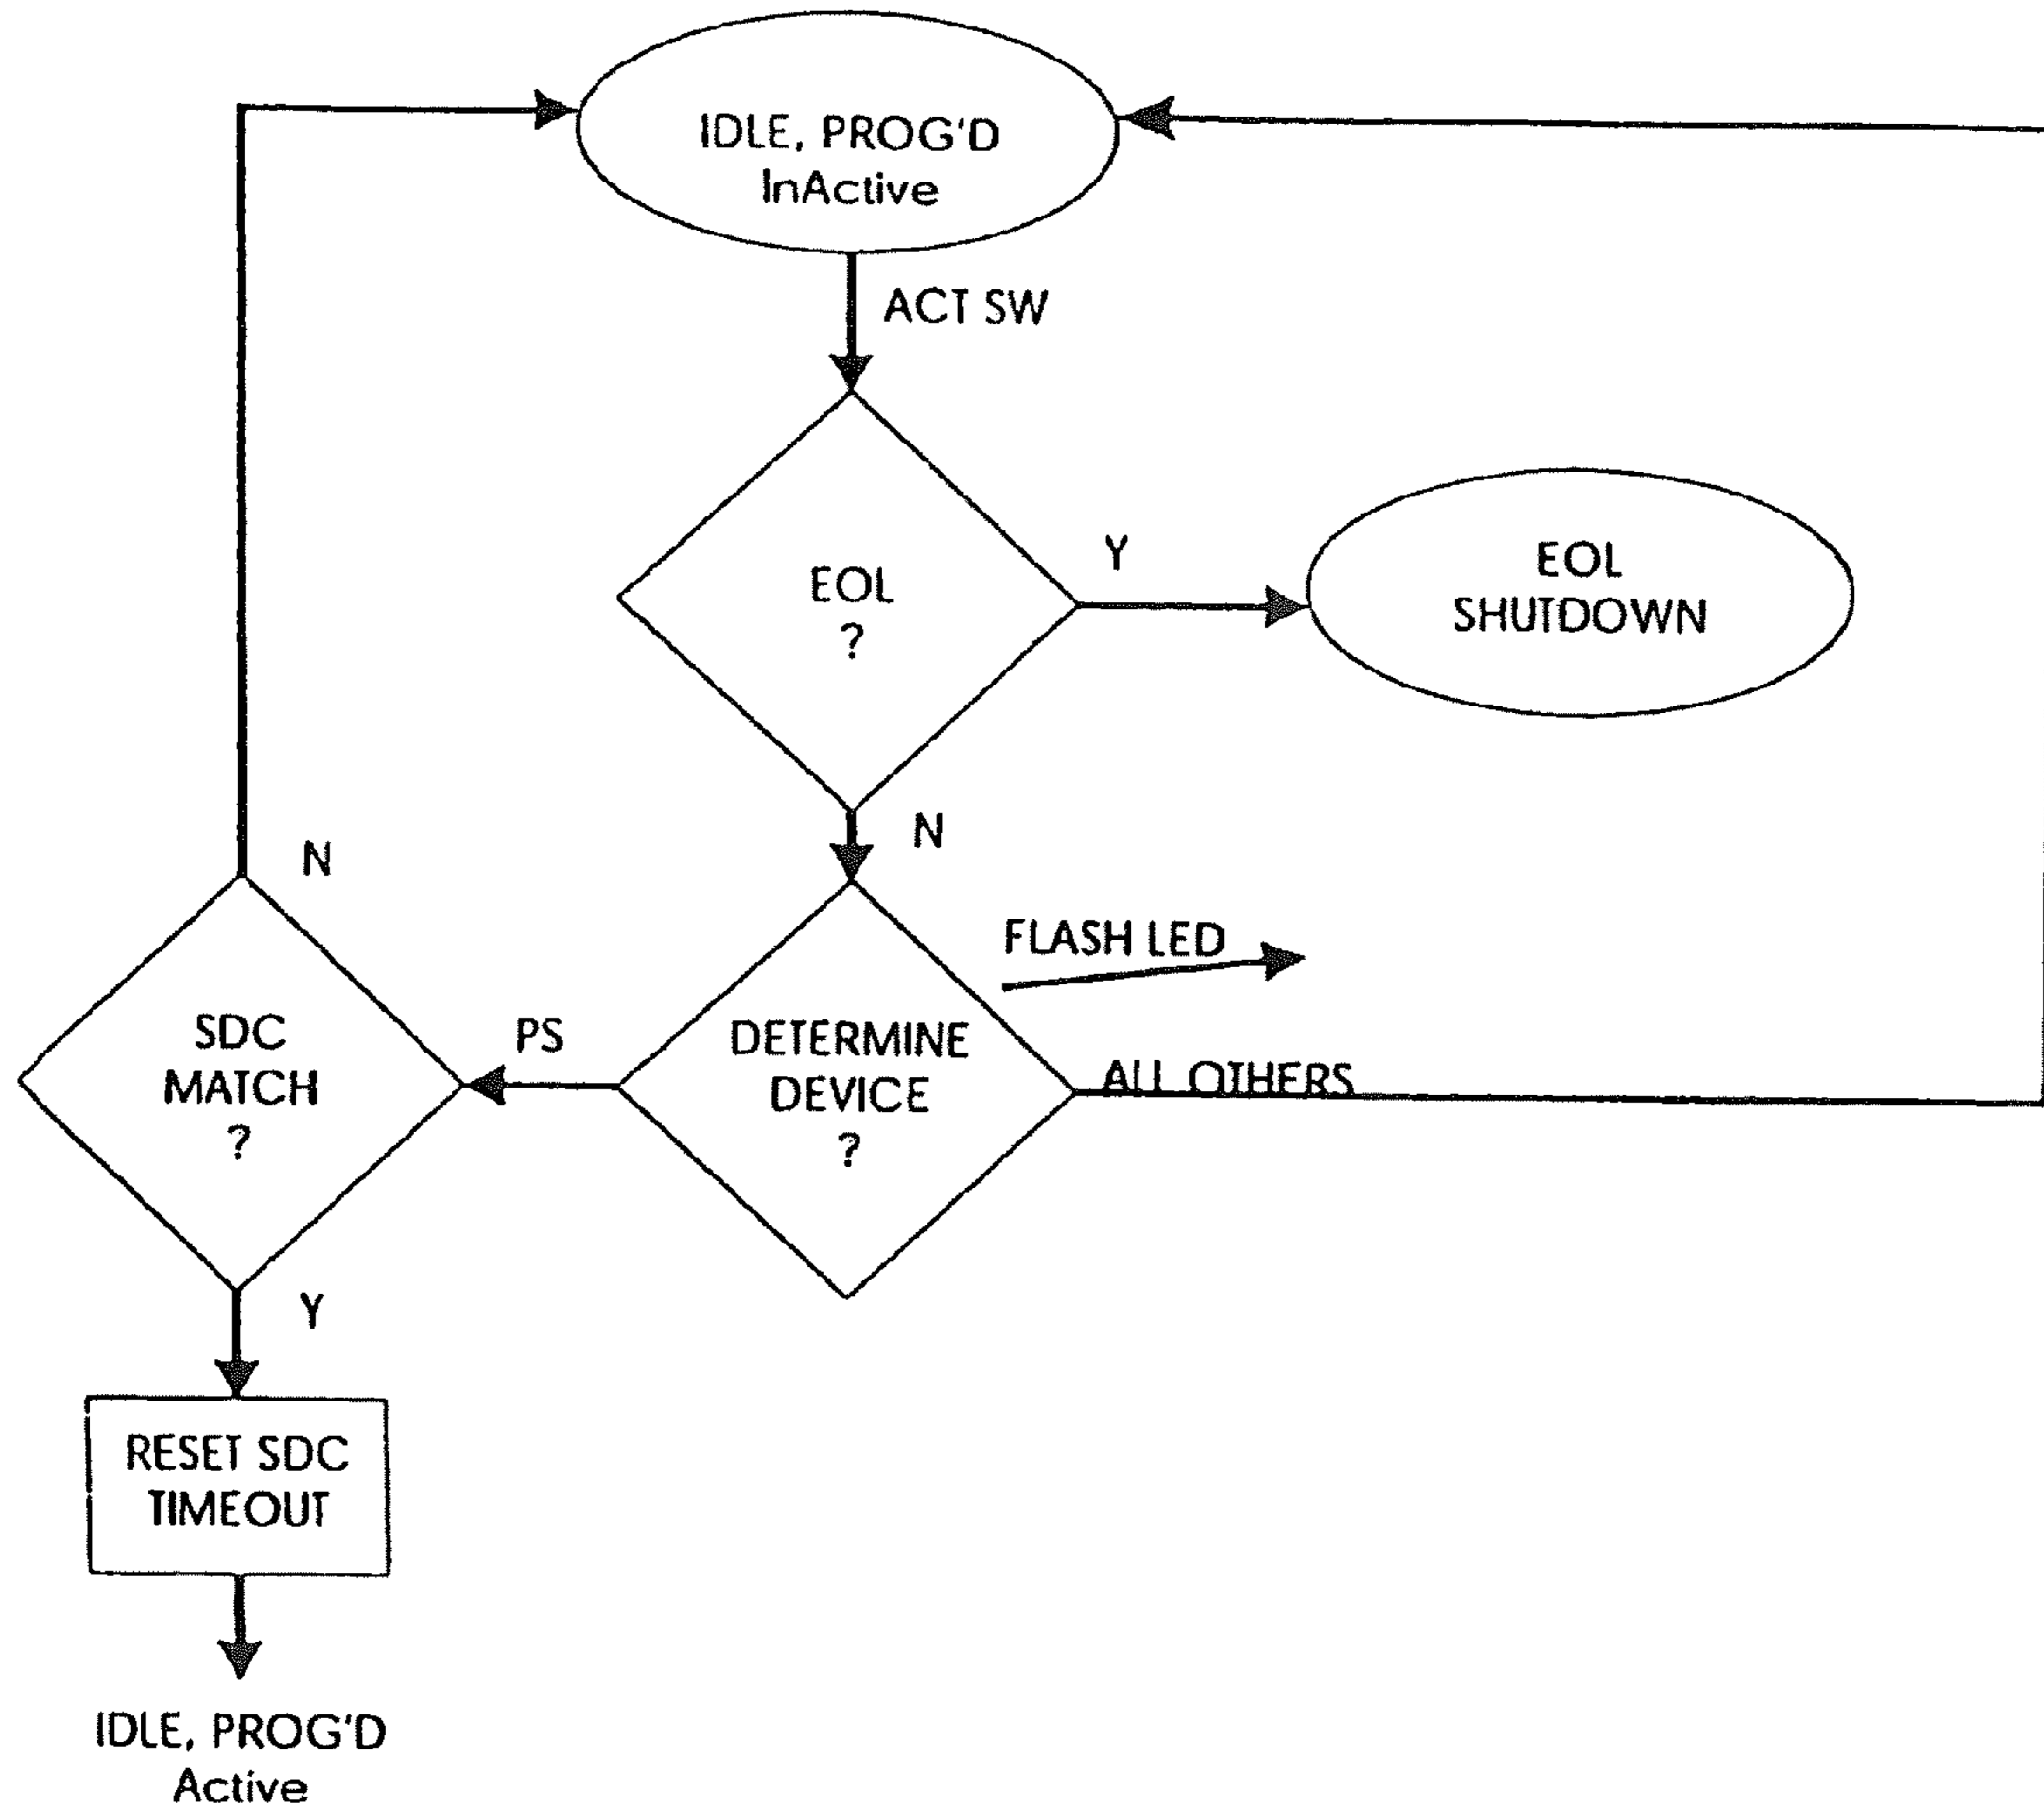 IDLE, PROG'D
InActive
ACT SW
EOL
?
Y
EOL
SHUTDOWN
N
N
FLASH LED
SDC
MATCH
?
PS
DETERMINE
DEVICE
?
ALL OTHERS
Y
RESET SDC
TIMEOUT
IDLE, PROG'D
Active